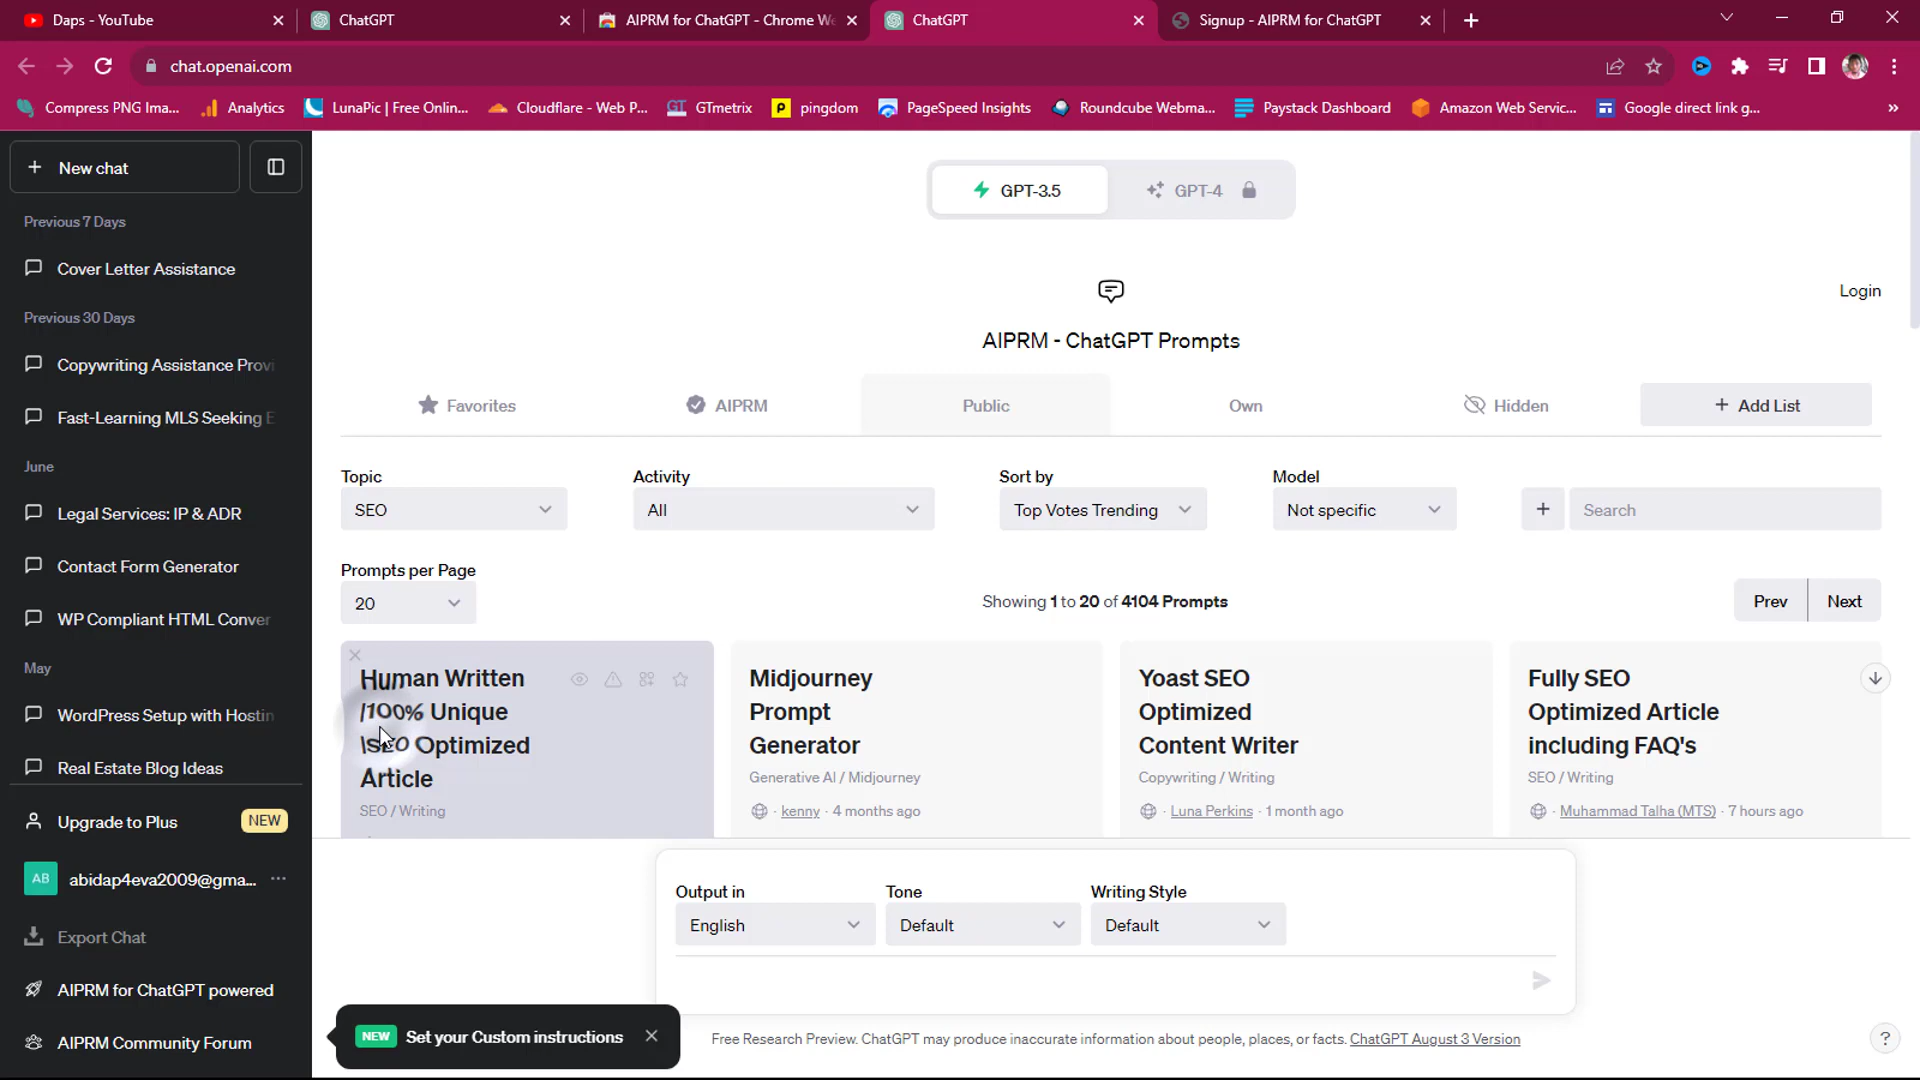 Daps - YouTube
ChatGPT
AIPRM for ChatGPT - Chrome We
ChatGPT
Signup - AIPRM for ChatGPT
chat.openai.com
Compress PNG Ima...
Analytics
LunaPic | Free Onlin...
Cloudflare - Web P...
GT GTmetrix
p pingdom
PageSpeed Insights
Roundcube Webma...
Paystack Dashboard
Amazon Web Servic...
Google direct link g...
»
+ New chat
Previous 7 Days
Cover Letter Assistance
Previous 30 Days
Copywriting Assistance Provi
Fast-Learning MLS Seeking E
June
Legal Services: IP & ADR
Contact Form Generator
WP Compliant HTML Conver
May
WordPress Setup with Hostin
Real Estate Blog Ideas
Upgrade to Plus NEW
AB abidap4eva2009@gma... ...
Export Chat
AIPRM for ChatGPT powered
AIPRM Community Forum
GPT-3.5
GPT-4
Login
AIPRM - ChatGPT Prompts
Favorites
AIPRM
Public
Own
Hidden
+ Add List
Topic
SEO
Activity
All
Sort by
Top Votes Trending
Model
Not specific
+
Search
Prompts per Page
20
Showing 1 to 20 of 4104 Prompts
Prev
Next
Human Written
/100% Unique
\SEO Optimized
Article
SEO / Writing
Midjourney
Prompt
Generator
Generative AI / Midjourney
· kenny · 4 months ago
Yoast SEO
Optimized
Content Writer
Copywriting / Writing
· Luna Perkins · 1 month ago
Fully SEO
Optimized Article
including FAQ's
SEO / Writing
· Muhammad Talha (MTS) · 7 hours ago
Output in
English
Tone
Default
Writing Style
Default
NEW Set your Custom instructions
Free Research Preview. ChatGPT may produce inaccurate information about people, places, or facts. ChatGPT August 3 Version
?